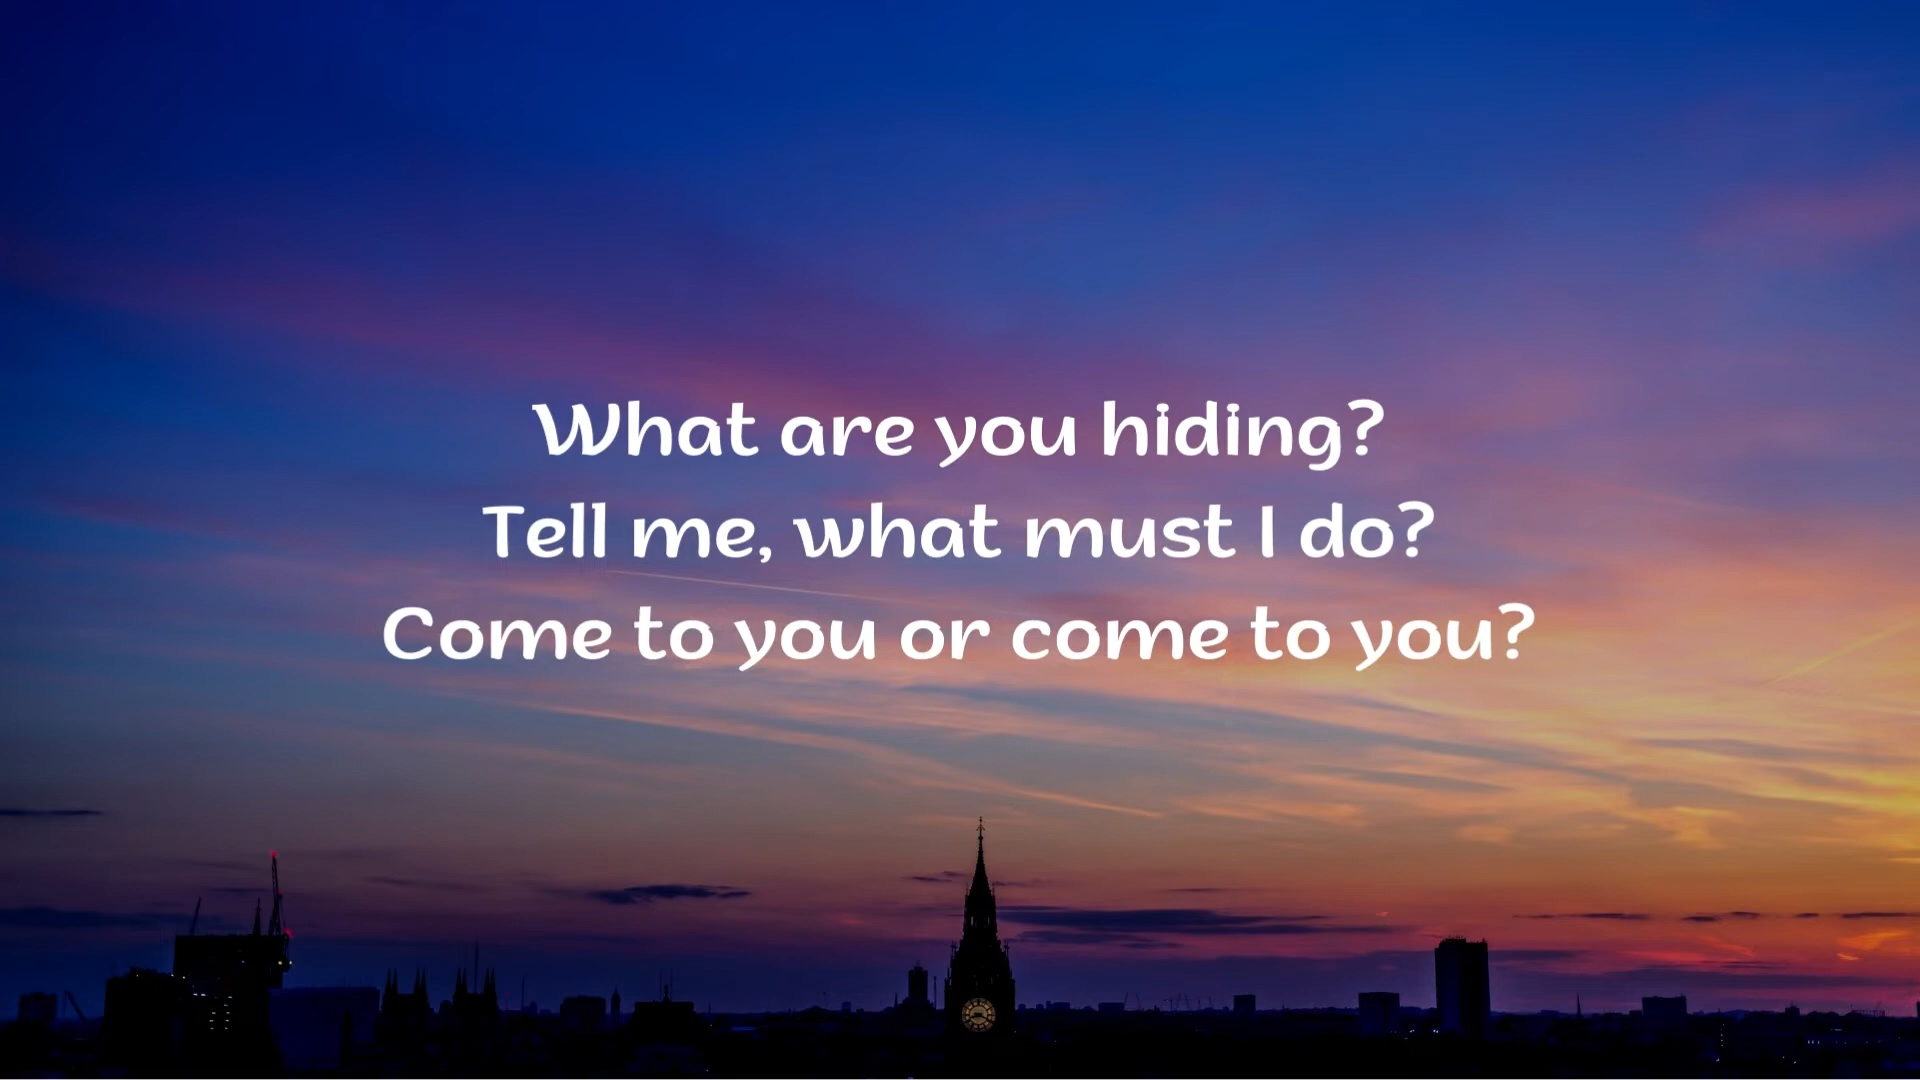 What are you hiding?
Tell me, what must I do?
Come to you or come to you?